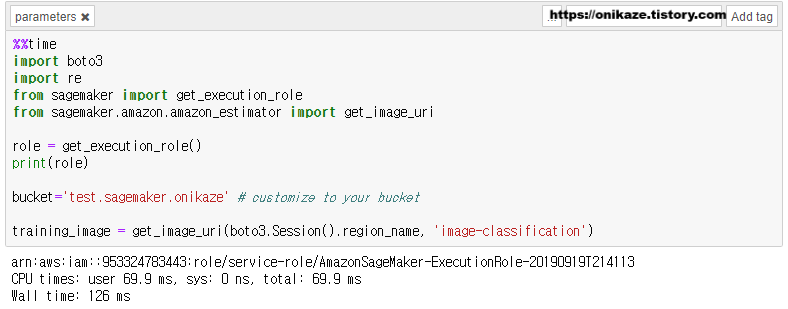 parameters ✖
... https://onikaze.tistory.com Add tag
%%time
import boto3
import re
from sagemaker import get_execution_role
from sagemaker.amazon.amazon_estimator import get_image_uri

role = get_execution_role()
print(role)

bucket='test.sagemaker.onikaze' # customize to your bucket

training_image = get_image_uri(boto3.Session().region_name, 'image-classification')
arn:aws:iam::953324783443:role/service-role/AmazonSageMaker-ExecutionRole-20190919T214113
CPU times: user 69.9 ms, sys: 0 ns, total: 69.9 ms
Wall time: 126 ms